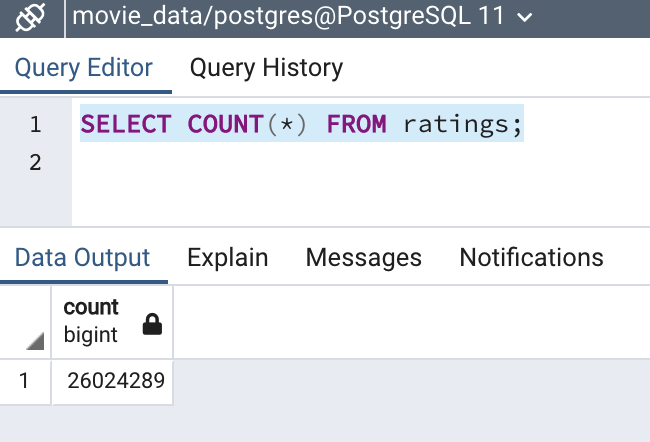 movie_data/postgres@PostgreSQL 11
Query Editor Query History
1 SELECT COUNT(*) FROM ratings;
2
Data Output Explain Messages Notifications
count
bigint
1 26024289